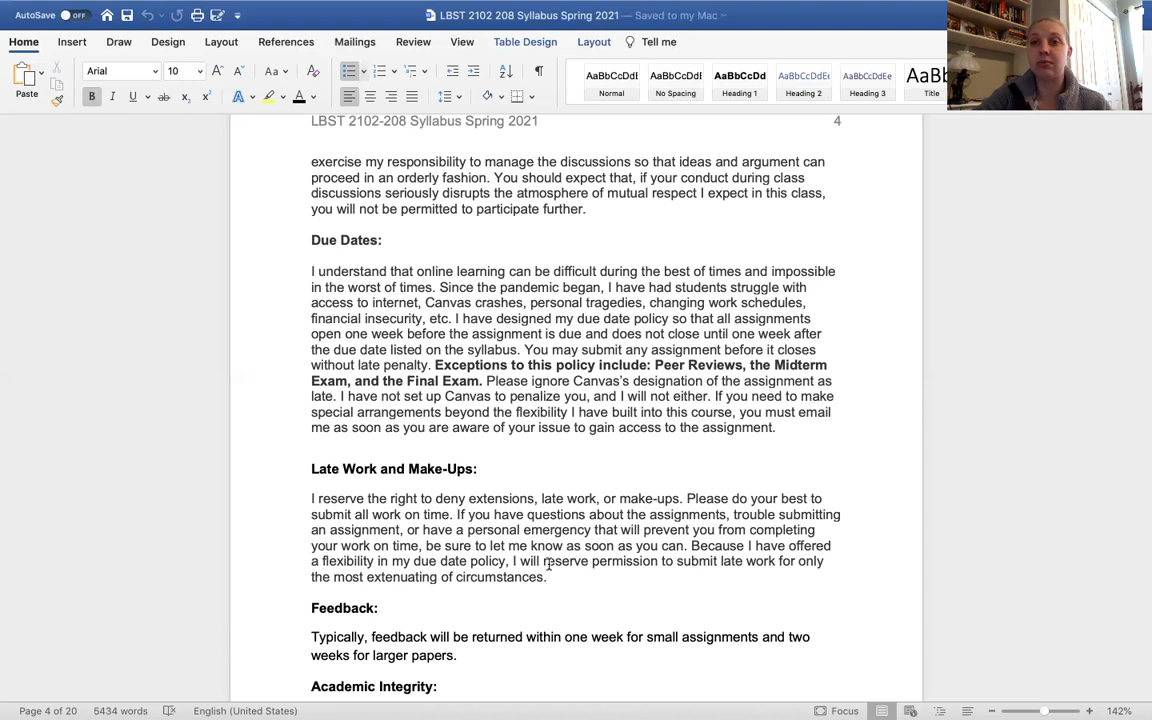 AutoSave OFF LBST 2102 208 Syllabus Spring 2021 — Saved to my Mac
Home Insert Draw Design Layout References Mailings Review View Table Design Layout Tell me
Paste Arial 10 Aa AaBbCcDdEe AaBbCcDdEe AaBbCcDd AaBbCcDdEe AaBbCcDdEe
B I U ab x₂ x² A A Normal No Spacing Heading 1 Heading 2 Heading 3 Title
LBST 2102-208 Syllabus Spring 2021 4
exercise my responsibility to manage the discussions so that ideas and argument can
proceed in an orderly fashion. You should expect that, if your conduct during class
discussions seriously disrupts the atmosphere of mutual respect I expect in this class,
you will not be permitted to participate further.
Due Dates:
I understand that online learning can be difficult during the best of times and impossible
in the worst of times. Since the pandemic began, I have had students struggle with
access to internet, Canvas crashes, personal tragedies, changing work schedules,
financial insecurity, etc. I have designed my due date policy so that all assignments
open one week before the assignment is due and does not close until one week after
the due date listed on the syllabus. You may submit any assignment before it closes
without late penalty. Exceptions to this policy include: Peer Reviews, the Midterm
Exam, and the Final Exam. Please ignore Canvas's designation of the assignment as
late. I have not set up Canvas to penalize you, and I will not either. If you need to make
special arrangements beyond the flexibility I have built into this course, you must email
me as soon as you are aware of your issue to gain access to the assignment.
Late Work and Make-Ups:
I reserve the right to deny extensions, late work, or make-ups. Please do your best to
submit all work on time. If you have questions about the assignments, trouble submitting
an assignment, or have a personal emergency that will prevent you from completing
your work on time, be sure to let me know as soon as you can. Because I have offered
a flexibility in my due date policy, I will reserve permission to submit late work for only
the most extenuating of circumstances.
Feedback:
Typically, feedback will be returned within one week for small assignments and two
weeks for larger papers.
Academic Integrity:
Page 4 of 20 5434 words English (United States) Focus 142%